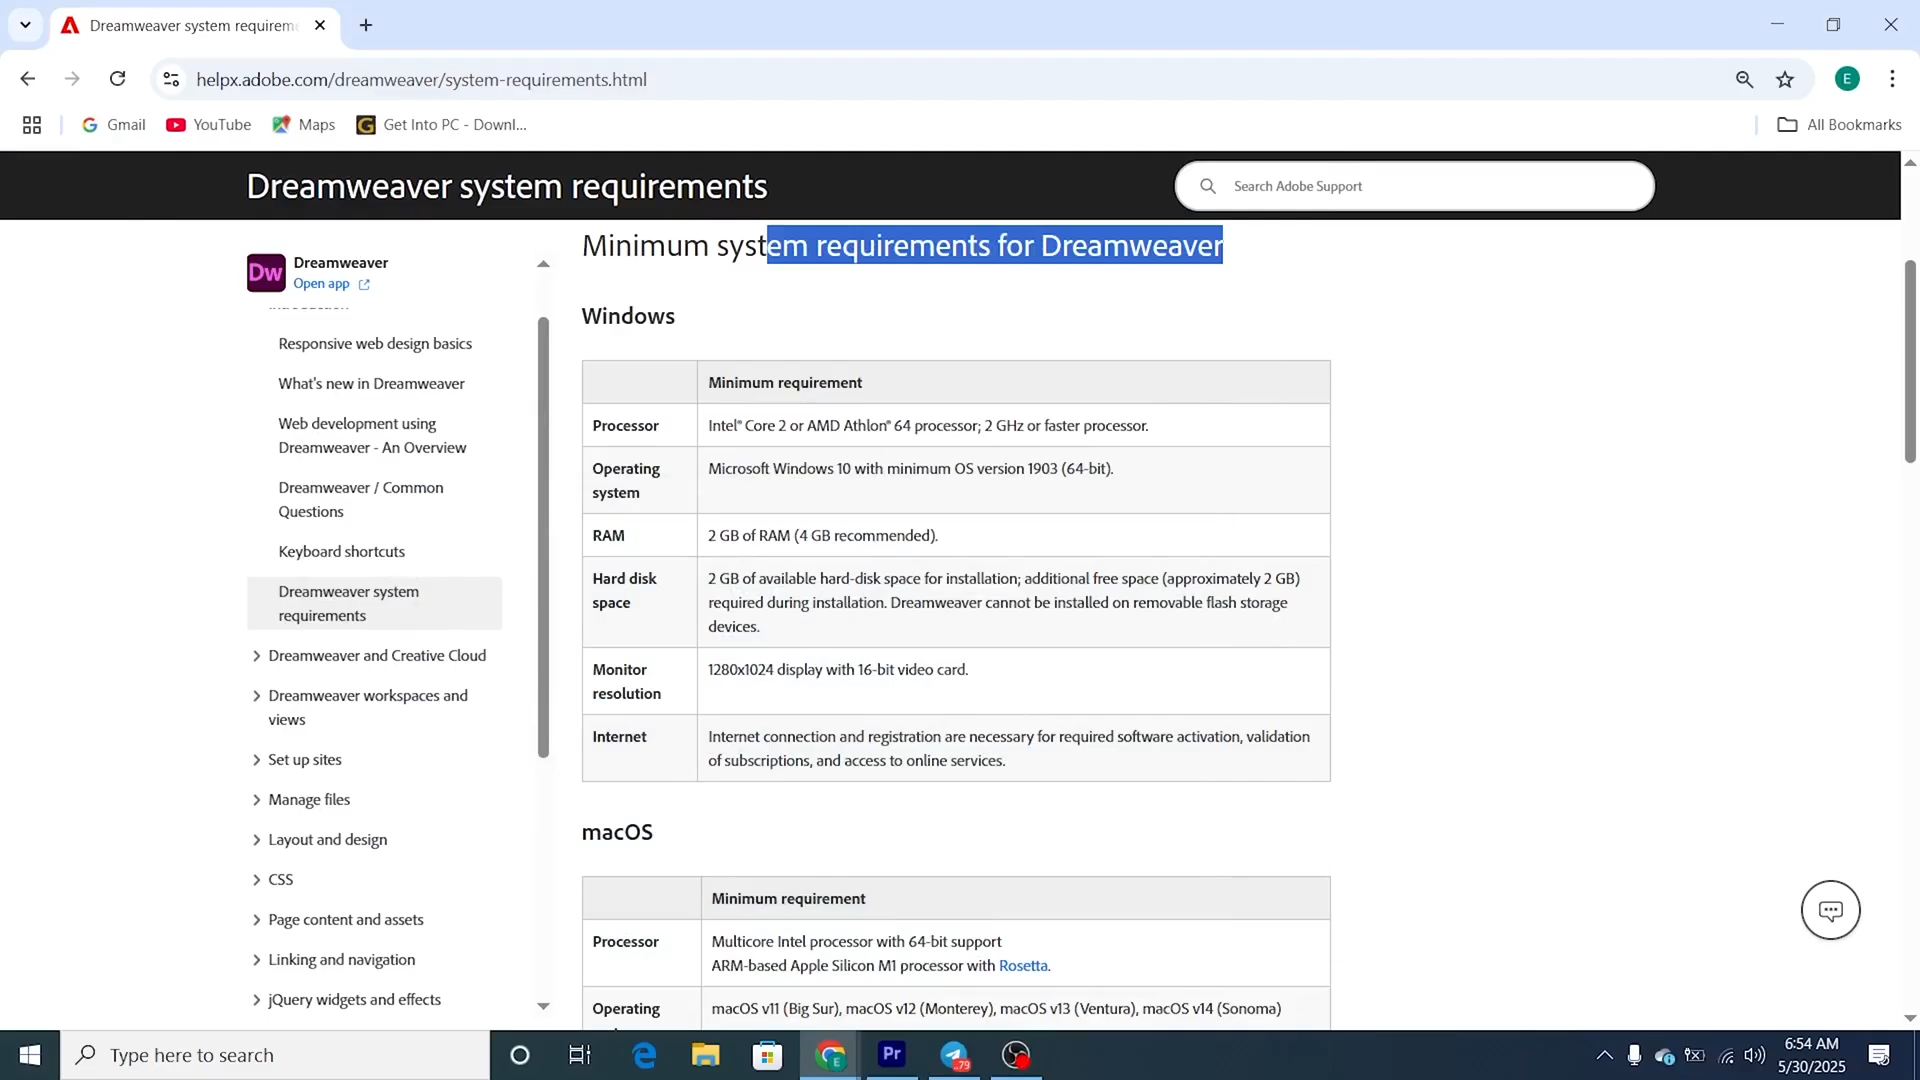 Dreamweaver system requirem
helpx.adobe.com/dreamweaver/system-requirements.html
E
Gmail
YouTube
Maps
Get Into PC - Downl...
All Bookmarks
Dreamweaver system requirements
Search Adobe Support
Dw
Dreamweaver
Open app
Responsive web design basics
What's new in Dreamweaver
Web development using
Dreamweaver - An Overview
Dreamweaver / Common
Questions
Keyboard shortcuts
Dreamweaver system
requirements
Dreamweaver and Creative Cloud
Dreamweaver workspaces and
views
Set up sites
Manage files
Layout and design
CSS
Page content and assets
Linking and navigation
jQuery widgets and effects
Minimum system requirements for Dreamweaver
Windows
Minimum requirement
Processor
Intel® Core 2 or AMD Athlon® 64 processor; 2 GHz or faster processor.
Operating
system
Microsoft Windows 10 with minimum OS version 1903 (64-bit).
RAM
2 GB of RAM (4 GB recommended).
Hard disk
space
2 GB of available hard-disk space for installation; additional free space (approximately 2 GB)
required during installation. Dreamweaver cannot be installed on removable flash storage
devices.
Monitor
resolution
1280x1024 display with 16-bit video card.
Internet
Internet connection and registration are necessary for required software activation, validation
of subscriptions, and access to online services.
macOS
Minimum requirement
Processor
Multicore Intel processor with 64-bit support
ARM-based Apple Silicon M1 processor with Rosetta.
Operating
macOS v11 (Big Sur), macOS v12 (Monterey), macOS v13 (Ventura), macOS v14 (Sonoma)
Type here to search
E
Pr
79
6:54 AM
5/30/2025